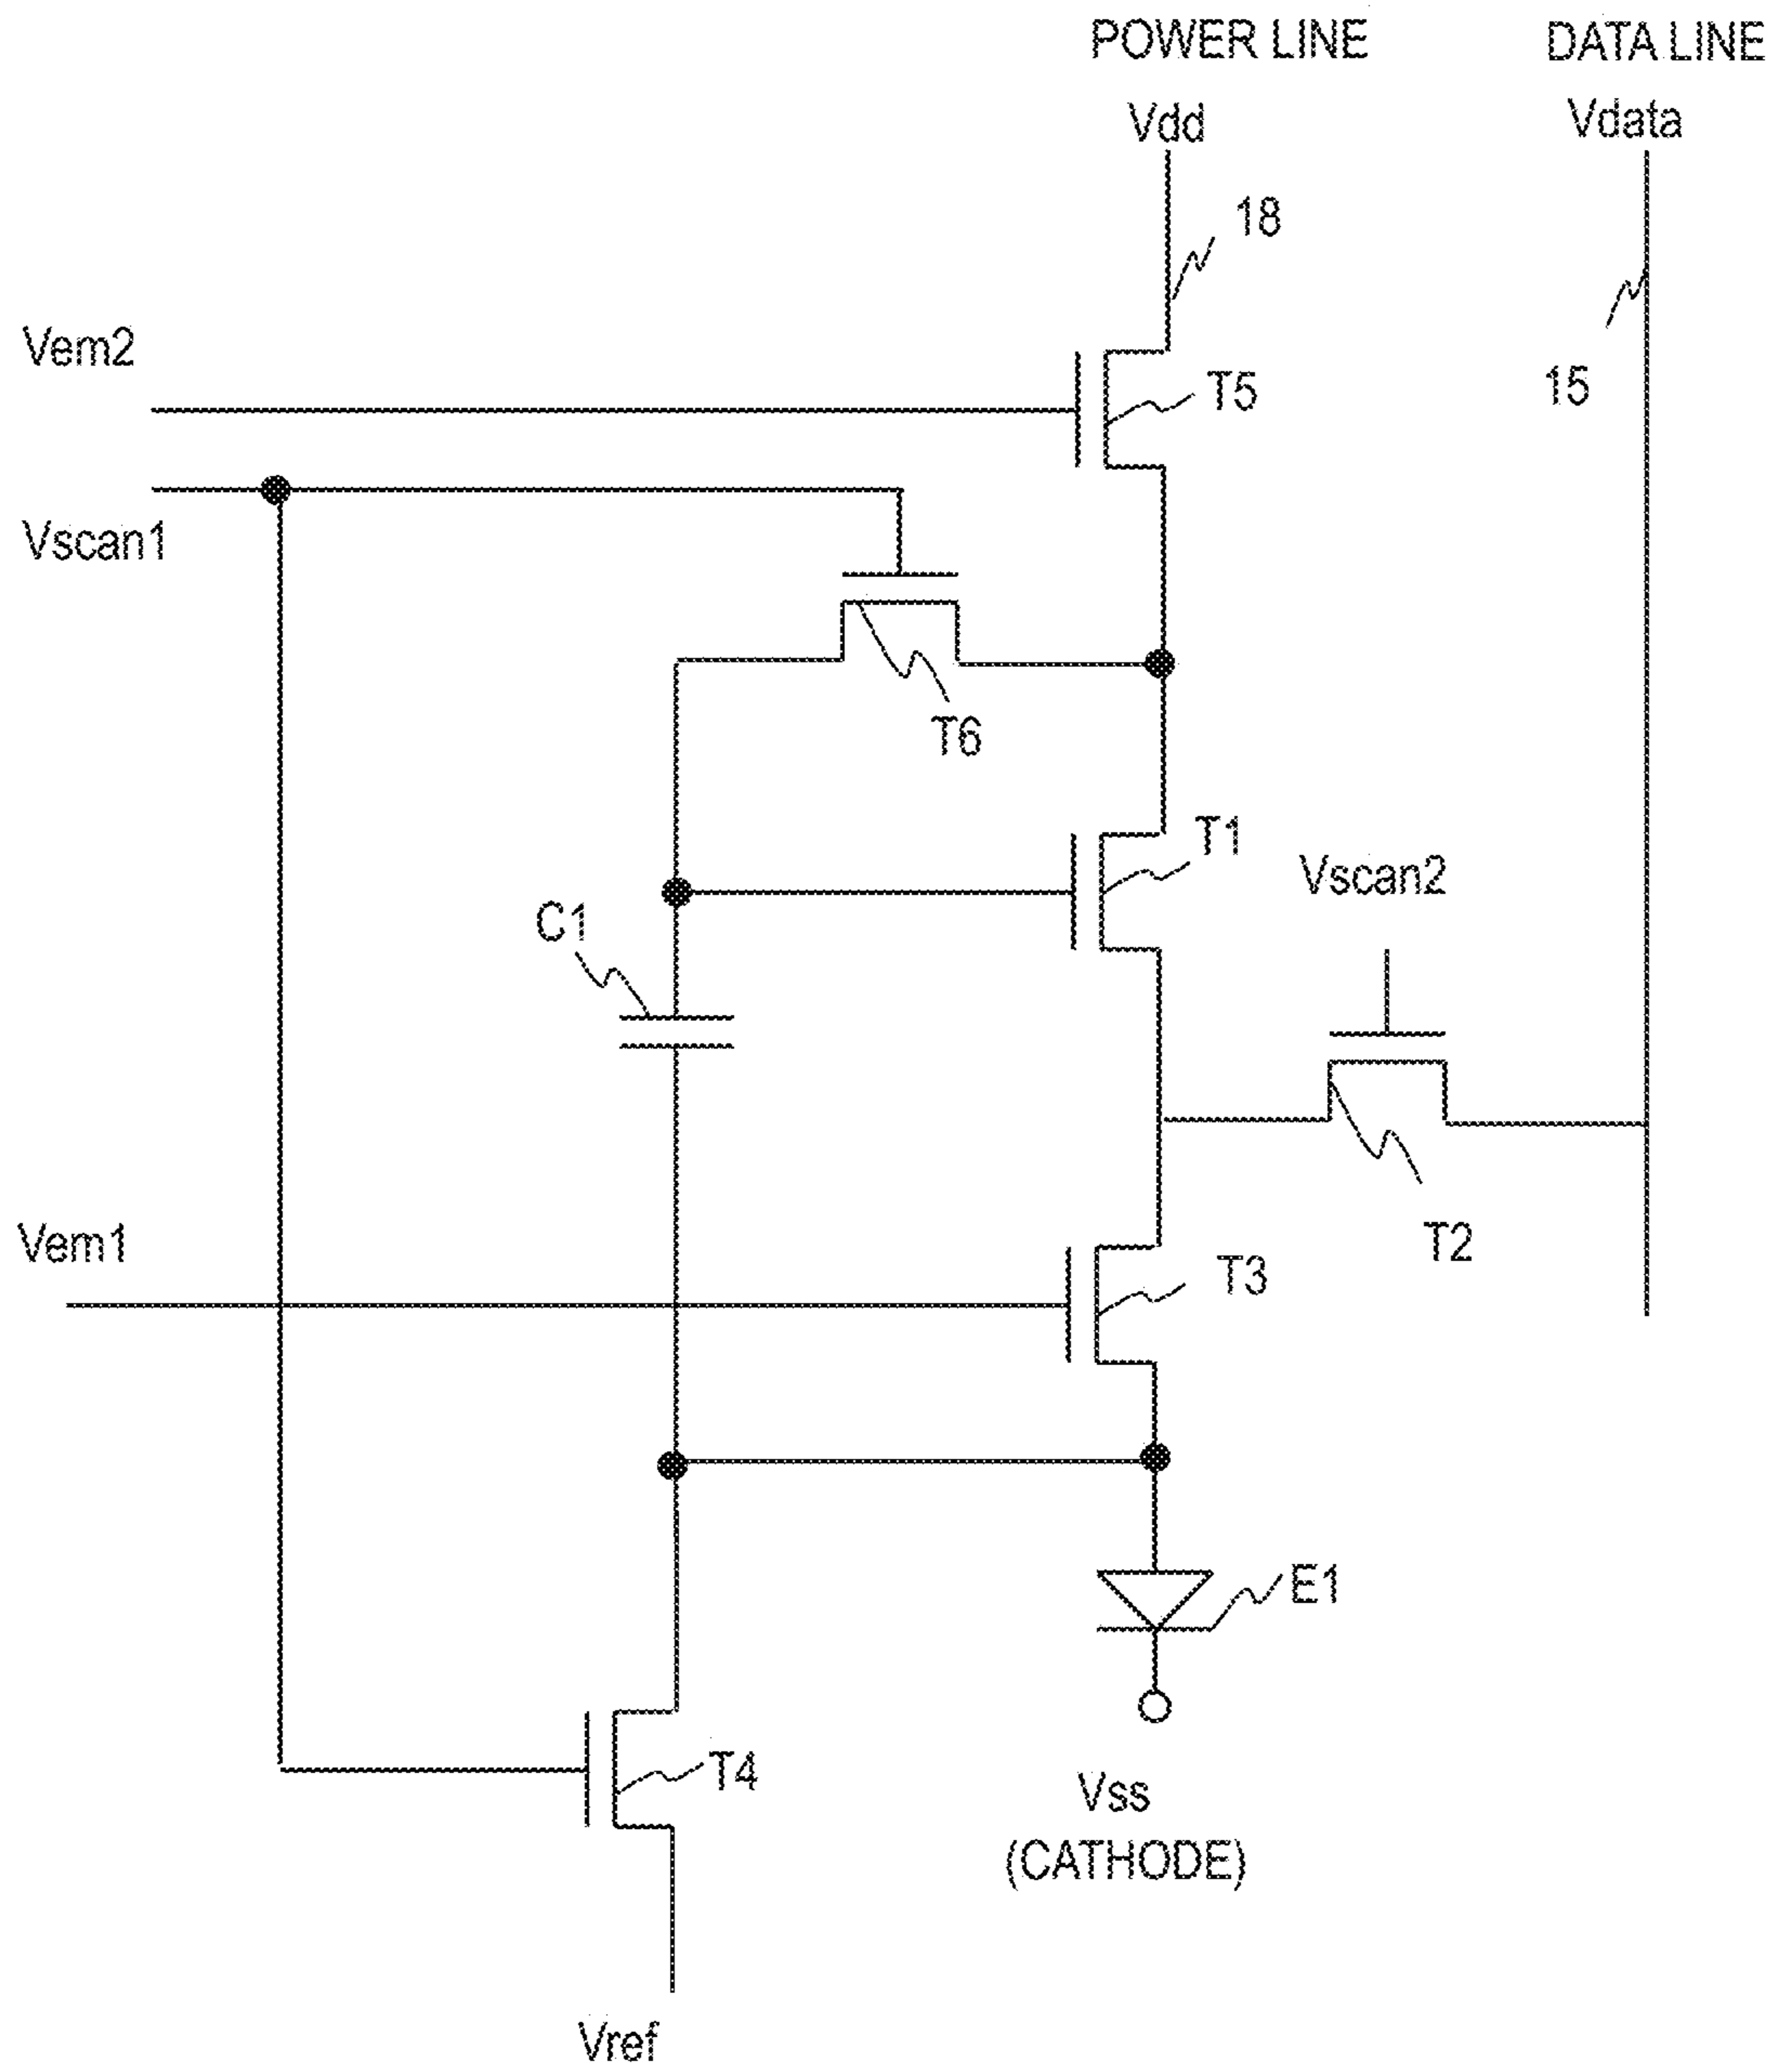 POWER LINE
DATA LINE
Vdd
Vdata
18
Vem2
T5
15
Vscan1
T6
T1
Vscan2
C1
Vem1
T2
T3
E1
T4
Vss
(CATHODE)
Vref